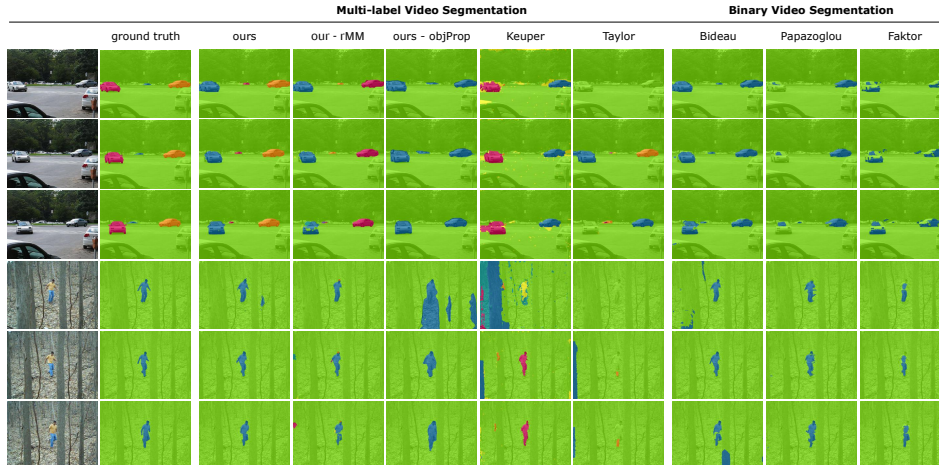 Multi-label Video Segmentation Binary Video Segmentation
ground truth ours our - rMM ours - objProp Keuper Taylor Bideau Papazoglou Faktor